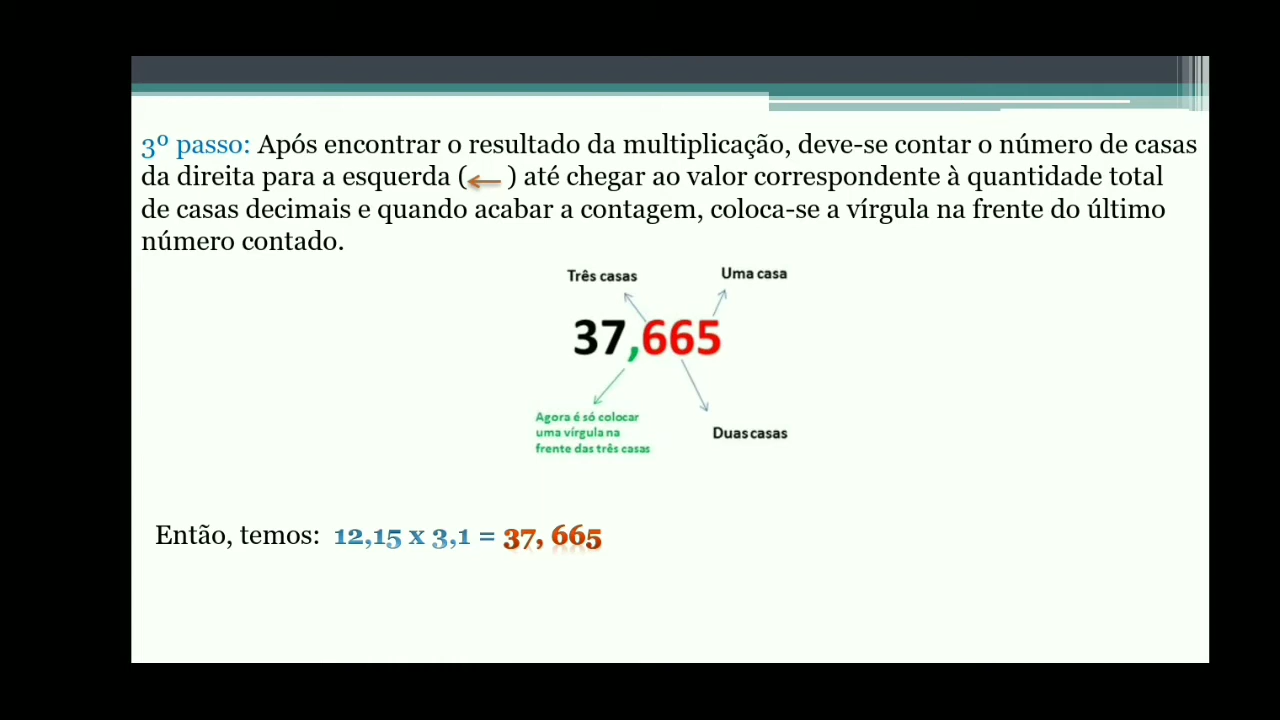 3º passo: Após encontrar o resultado da multiplicação, deve-se contar o número de casas
da direita para a esquerda (← ) até chegar ao valor correspondente à quantidade total
de casas decimais e quando acabar a contagem, coloca-se a vírgula na frente do último
número contado.
Três casas
Uma casa
37,665
Agora é só colocar
uma vírgula na
frente das três casas
Duas casas
Então, temos: 12,15 x 3,1 = 37, 665